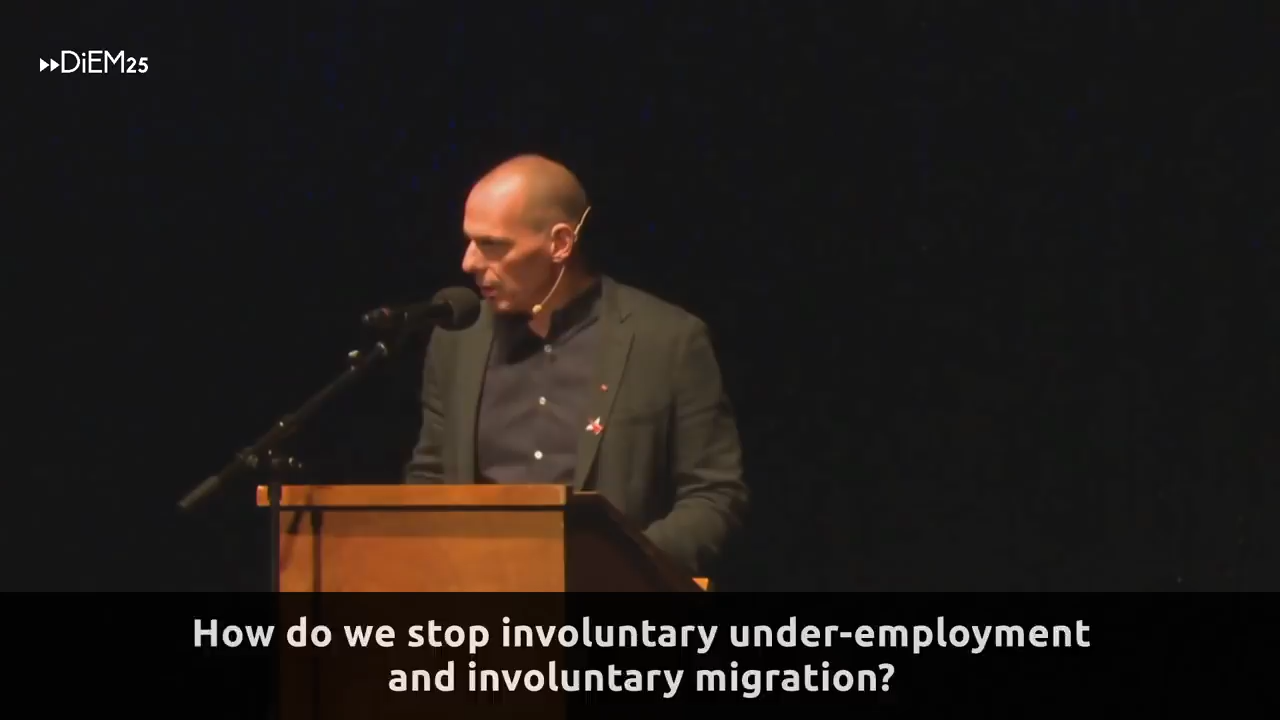 DiEM25
How do we stop involuntary under-employment
and involuntary migration?